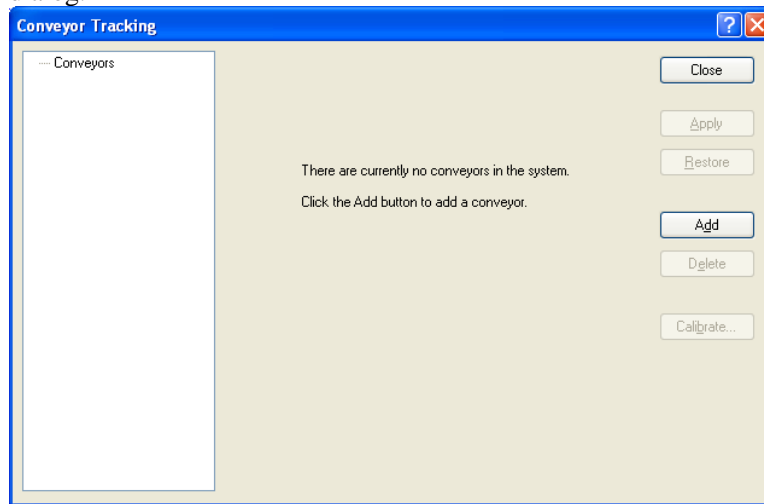 Conveyor Tracking
Conveyors
There are currently no conveyors in the system.
Click the Add button to add a conveyor.
Close
Apply
Restore
Add
Delete
Calibrate...